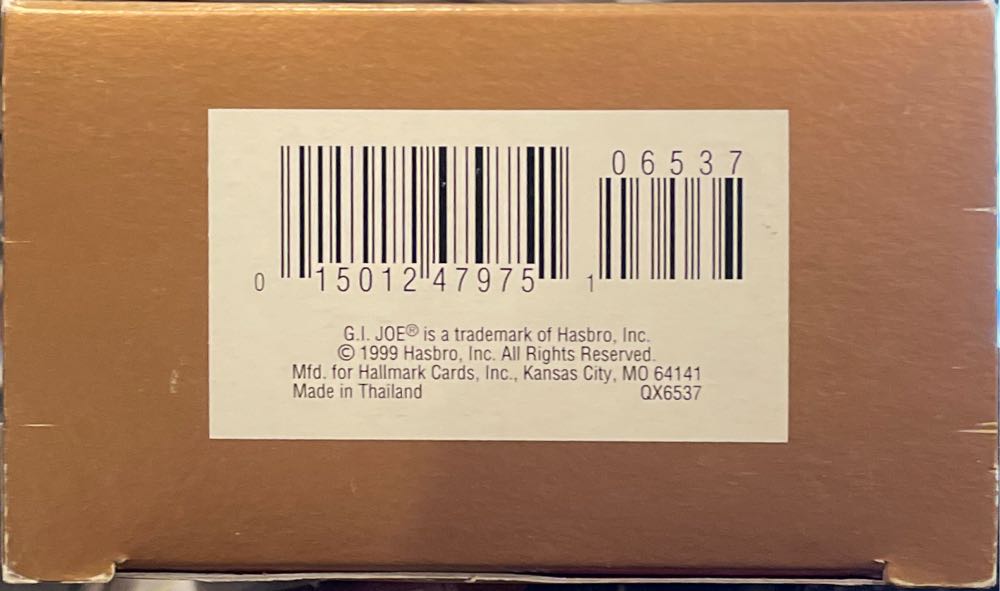 06537
0 15012 47975 1
G.I. JOE® is a trademark of Hasbro, Inc.
© 1999 Hasbro, Inc. All Rights Reserved.
Mfd. for Hallmark Cards, Inc., Kansas City, MO 64141
Made in Thailand QX6537